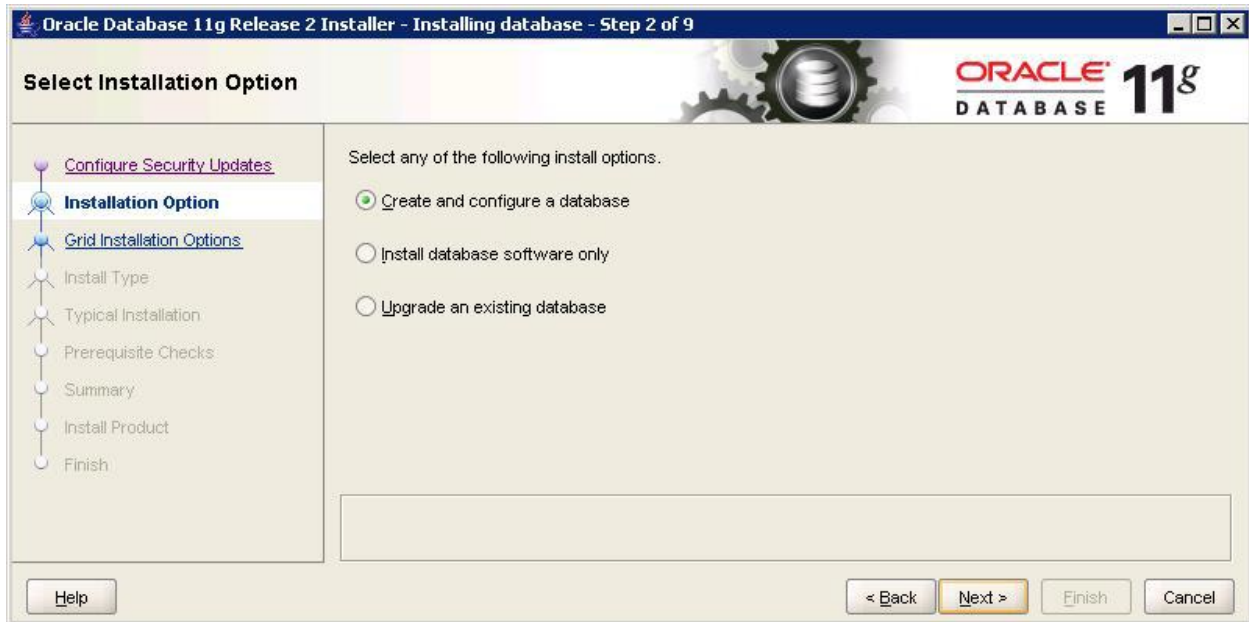 Oracle Database 11g Release 2 Installer - Installing database - Step 2 of 9
Select Installation Option
ORACLE DATABASE 11g
Configure Security Updates
Installation Option
Grid Installation Options
Install Type
Typical Installation
Prerequisite Checks
Summary
Install Product
Finish
Select any of the following install options.
Create and configure a database
Install database software only
Upgrade an existing database
Help
< Back
Next >
Finish
Cancel